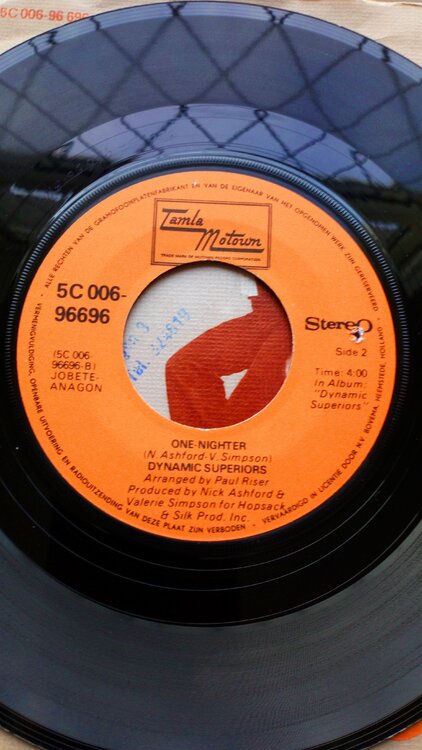 5C 006-96 696
ALLE RECHTEN VAN DE GRAMOFOONPLATENFABRIKANT EN VAN DE EIGENAAR VAN HET OPGENOMEN WERK ZIJN GERESERVEERD.
Tamla
Motown
TRADE MARK OF MOTOWN RECORD CORPORATION
5C 006-
96696
(5C 006-
96696-B)
JOBETE-
ANAGON
Stereo
Side 2
Time: 4:00
In Album:
"Dynamic
Superiors"
ONE-NIGHTER
(N. Ashford-V. Simpson)
DYNAMIC SUPERIORS
Arranged by Paul Riser
Produced by Nick Ashford &
Valerie Simpson for Hopsack
& Silk Prod. Inc.
VERMENIGVULDIGING, OPENBARE UITVOERING EN RADIOUITZENDING VAN DEZE PLAAT ZIJN VERBODEN · VERVAARDIGD IN LICENTIE DOOR N.V. BOVEMA, HEEMSTEDE, HOLLAND